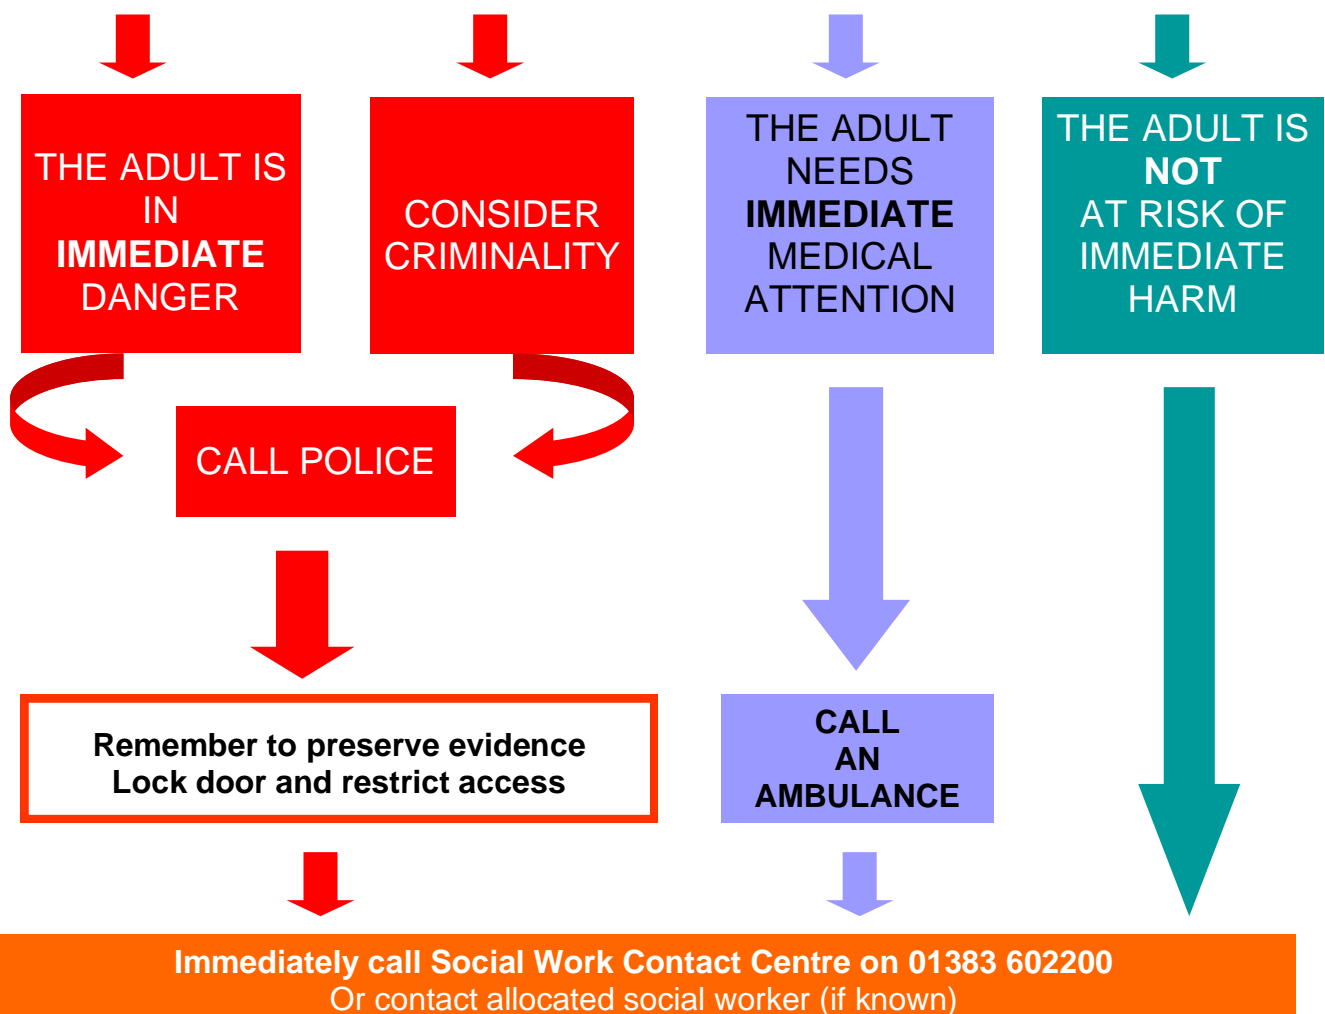 THE ADULT IS
IN
IMMEDIATE
DANGER
CONSIDER
CRIMINALITY
THE ADULT
NEEDS
IMMEDIATE
MEDICAL
ATTENTION
THE ADULT IS
NOT
AT RISK OF
IMMEDIATE
HARM
CALL POLICE
Remember to preserve evidence
Lock door and restrict access
CALL
AN
AMBULANCE
Immediately call Social Work Contact Centre on 01383 602200
Or contact allocated social worker (if known)